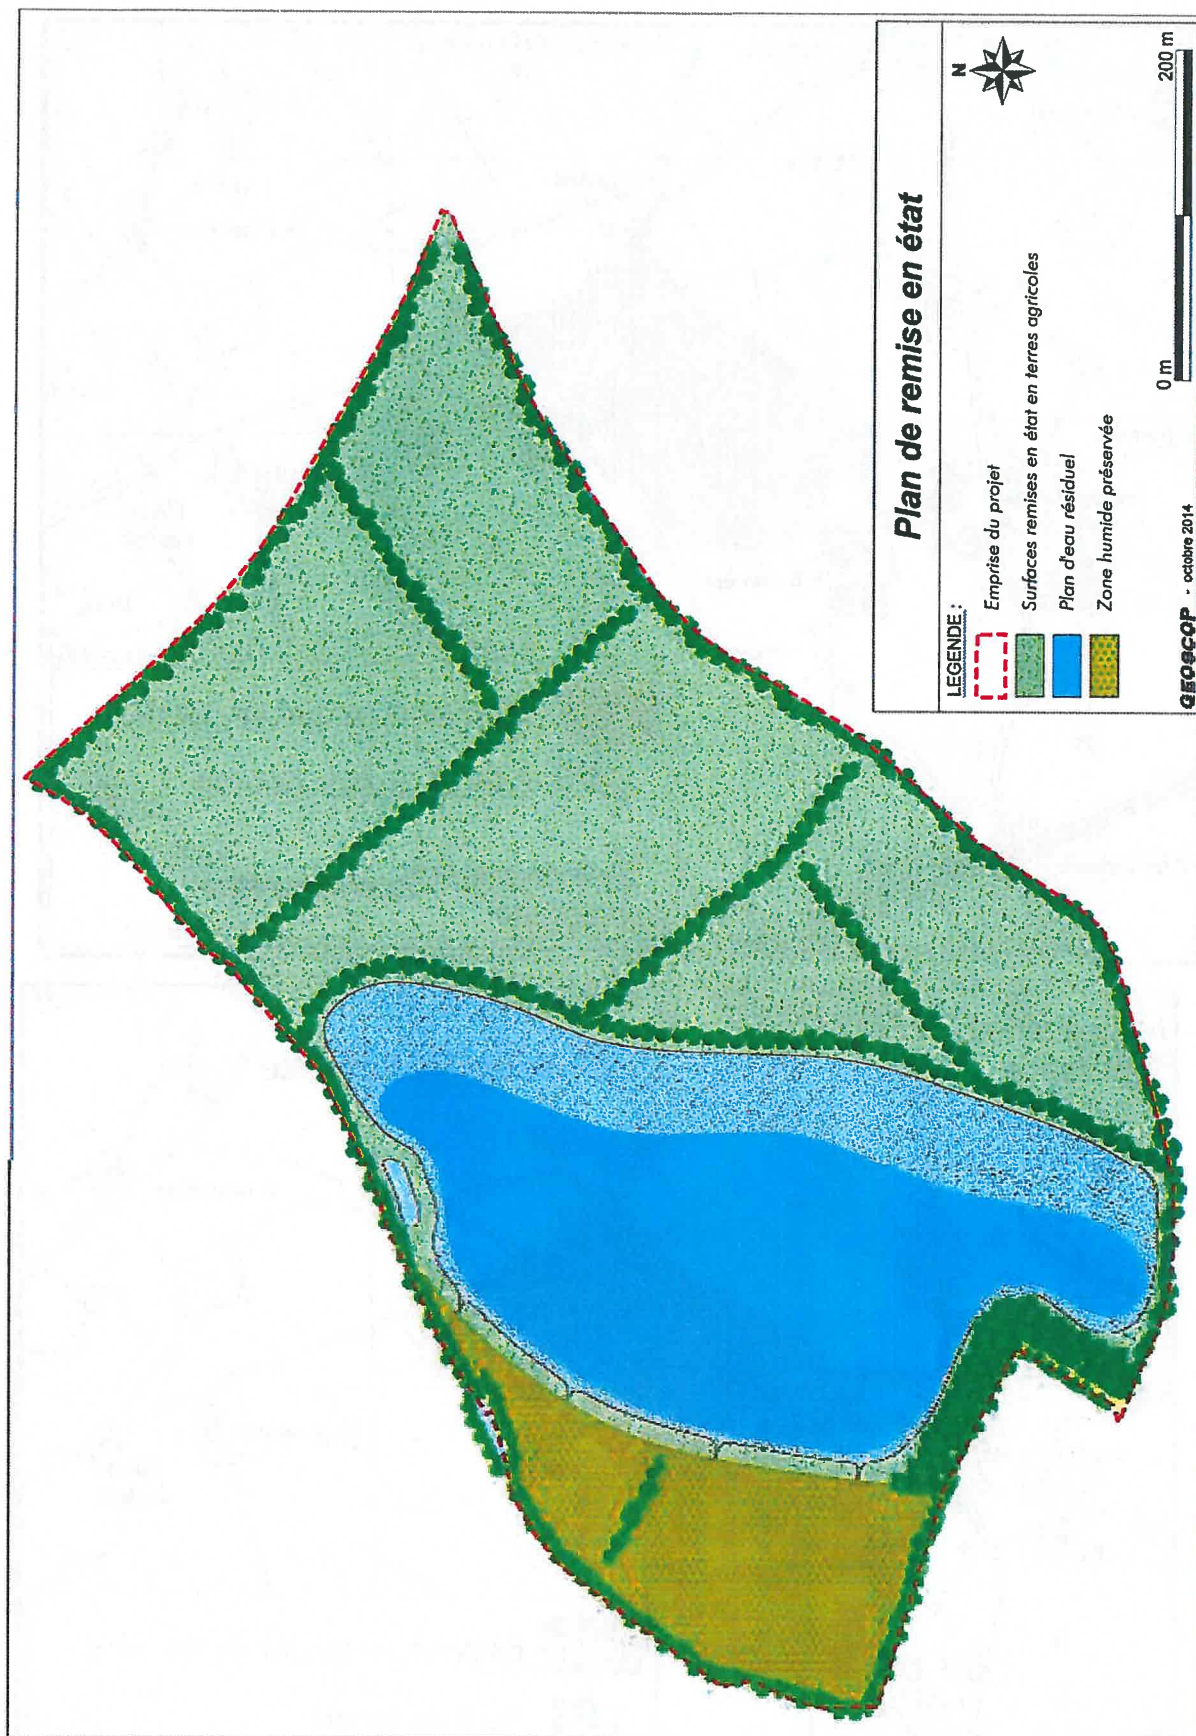 Plan de remise en état
LEGENDE :
N
Emprise du projet
Surfaces remises en état en terres agricoles
Plan d'eau résiduel
Zone humide préservée
0 m
200 m
GEOSCOP - octobre 2014